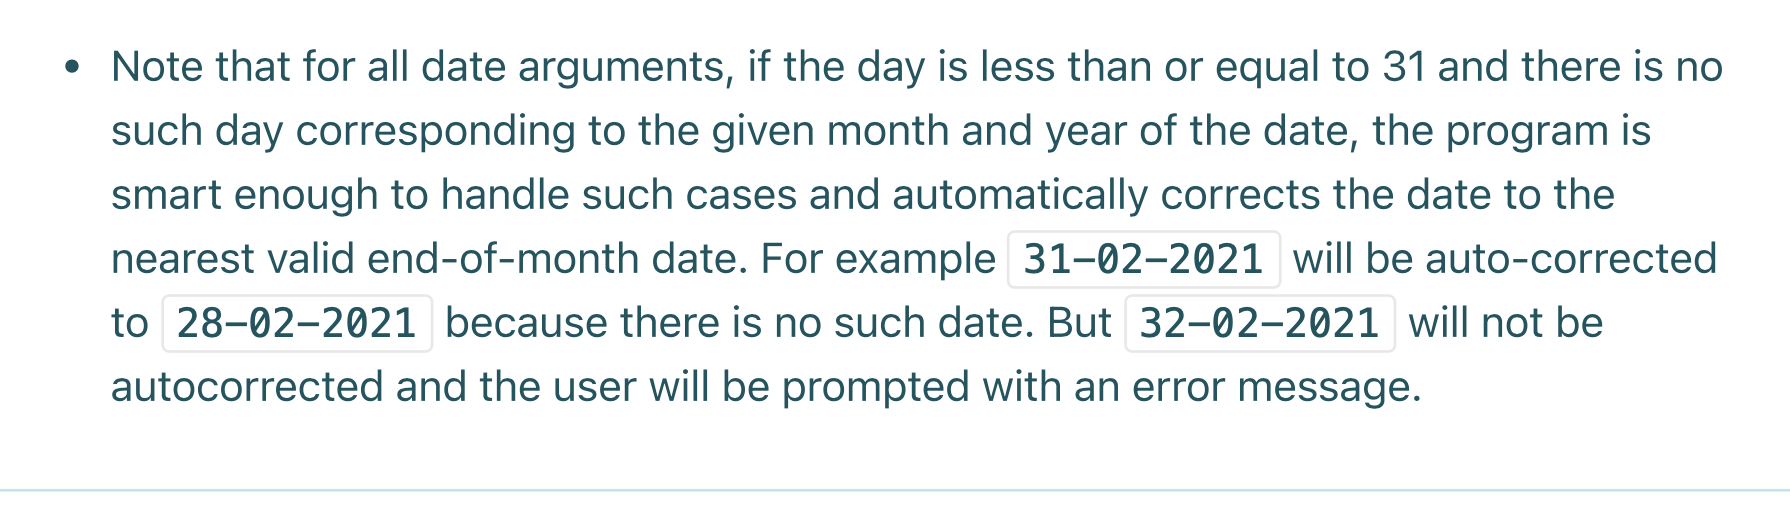 • Note that for all date arguments, if the day is less than or equal to 31 and there is no
such day corresponding to the given month and year of the date, the program is
smart enough to handle such cases and automatically corrects the date to the
nearest valid end-of-month date. For example 31-02-2021 will be auto-corrected
to 28-02-2021 because there is no such date. But 32-02-2021 will not be
autocorrected and the user will be prompted with an error message.